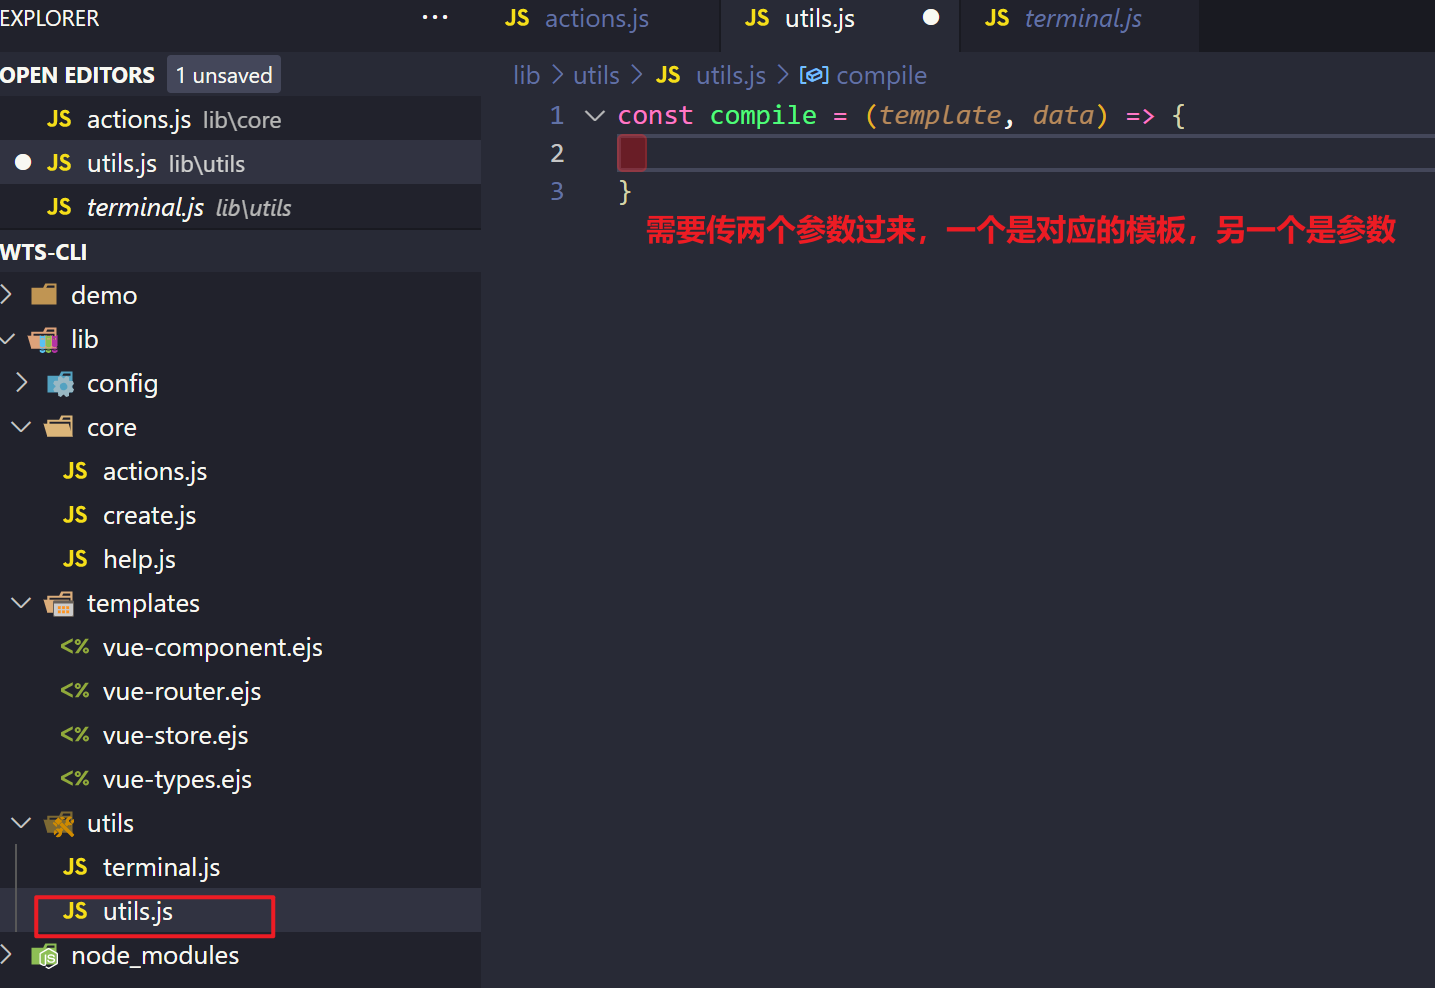 EXPLORER
OPEN EDITORS 1 unsaved
JS actions.js lib\core
JS utils.js lib\utils
JS terminal.js lib\utils
WTS-CLI
demo
lib
config
core
JS actions.js
JS create.js
JS help.js
templates
<% vue-component.ejs
<% vue-router.ejs
<% vue-store.ejs
<% vue-types.ejs
utils
JS terminal.js
JS utils.js
node_modules
JS actions.js
JS utils.js
JS terminal.js
lib > utils > JS utils.js > compile
1 const compile = (template, data) => {
2
3 }
需要传两个参数过来，一个是对应的模板，另一个是参数